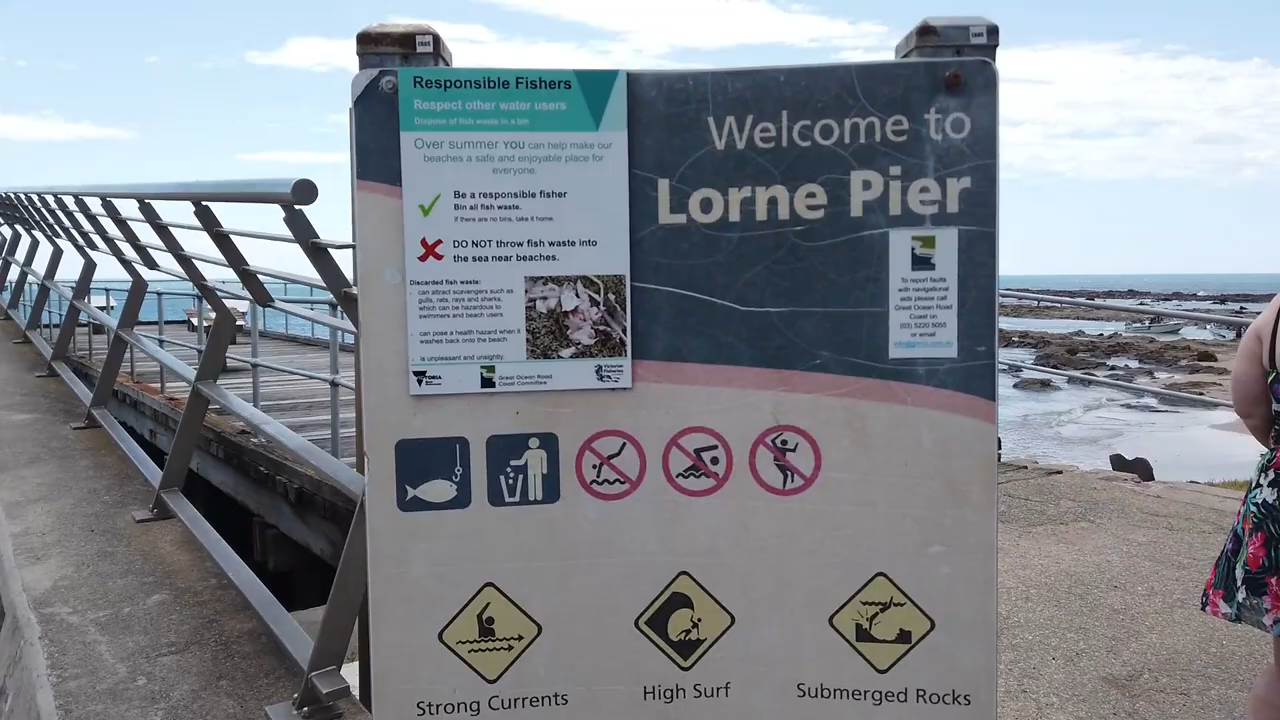 Responsible Fishers
Respect other water users
Dispose of fish waste in a bin
Over summer YOU can help make our
beaches a safe and enjoyable place for
everyone.
Be a responsible fisher
Bin all fish waste.
If there are no bins, take it home.
DO NOT throw fish waste into
the sea near beaches.
Discarded fish waste:
can attract scavengers such as
gulls, rats, rays and sharks,
which can be hazardous to
swimmers and beach users
can pose a health hazard when it
washes back onto the beach
is unpleasant and unsightly.
VICTORIA
Great Ocean Road
Coast Committee
Victorian
Fisheries
Welcome to
Lorne Pier
To report faults
with navigational
aids please call
Great Ocean Road
Coast on
(03) 5220 5055
or email
Strong Currents
High Surf
Submerged Rocks